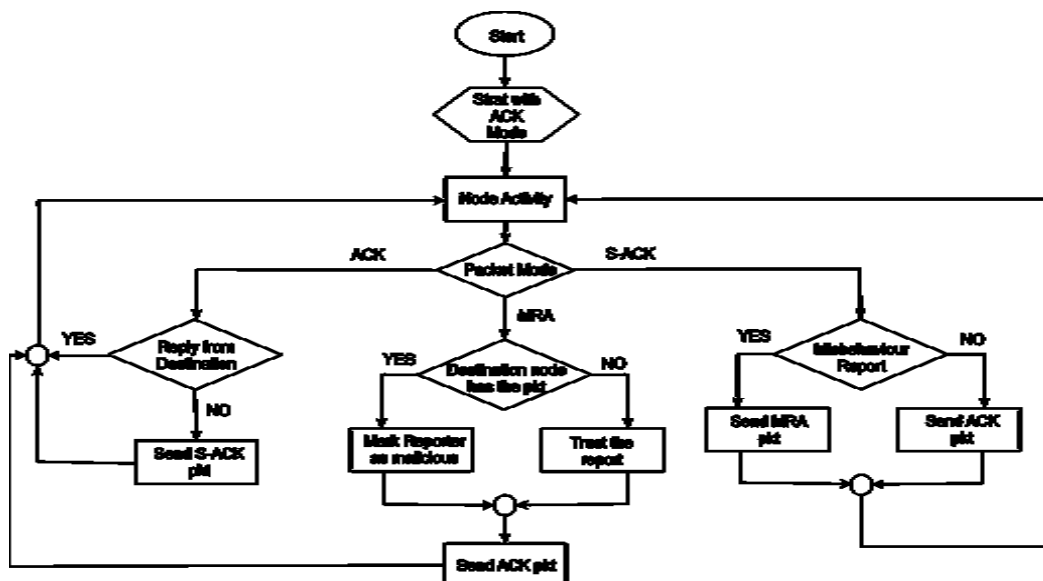 Start
Strat with
ACK
Mode
Node Activity
ACK
Packet Mode
S-ACK
MRA
YES
Reply from
Destination
NO
Send S-ACK
pkt
YES
Destination node
has the pkt
NO
Mark Reporter
as malicious
Trust the
report
Send ACK pkt
YES
Misbehaviour
Report
NO
Send MRA
pkt
Send ACK
pkt